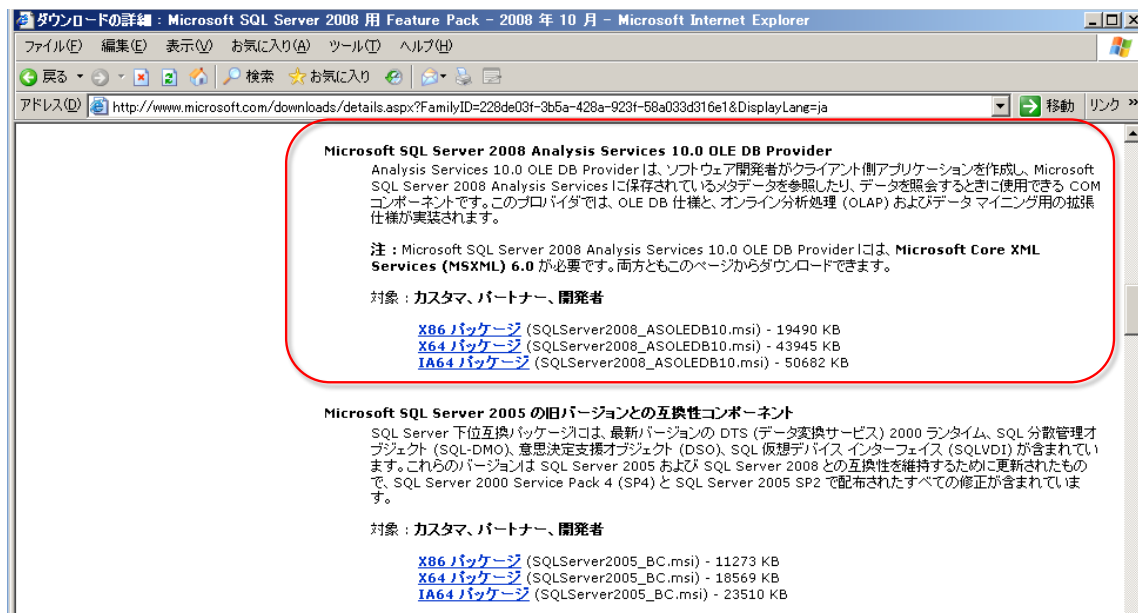 ダウンロードの詳細 : Microsoft SQL Server 2008 用 Feature Pack - 2008 年 10 月 - Microsoft Internet Explorer
ファイル(F) 編集(E) 表示(V) お気に入り(A) ツール(T) ヘルプ(H)
戻る 検索 お気に入り
アドレス(D) http://www.microsoft.com/downloads/details.aspx?FamilyID=228de03f-3b5a-428a-923f-58a033d316e1&DisplayLang=ja 移動 リンク »
Microsoft SQL Server 2008 Analysis Services 10.0 OLE DB Provider
Analysis Services 10.0 OLE DB Provider は、ソフトウェア開発者がクライアント側アプリケーションを作成し、Microsoft
SQL Server 2008 Analysis Services に保存されているメタデータを参照したり、データを照会するときに使用できる COM
コンポーネントです。このプロバイダでは、OLE DB 仕様と、オンライン分析処理 (OLAP) およびデータ マイニング用の拡張
仕様が実装されます。
注 : Microsoft SQL Server 2008 Analysis Services 10.0 OLE DB Provider には、Microsoft Core XML
Services (MSXML) 6.0 が必要です。両方ともこのページからダウンロードできます。
対象 : カスタマ、パートナー、開発者
X86 パッケージ (SQLServer2008_ASOLEDB10.msi) - 19490 KB
X64 パッケージ (SQLServer2008_ASOLEDB10.msi) - 43945 KB
IA64 パッケージ (SQLServer2008_ASOLEDB10.msi) - 50682 KB
Microsoft SQL Server 2005 の旧バージョンとの互換性コンポーネント
SQL Server 下位互換パッケージには、最新バージョンの DTS (データ変換サービス) 2000 ランタイム、SQL 分散管理オ
ブジェクト (SQL-DMO)、意思決定支援オブジェクト (DSO)、SQL 仮想デバイス インターフェイス (SQLVDI) が含まれてい
ます。これらのバージョンは SQL Server 2005 および SQL Server 2008 との互換性を維持するために更新されたもの
で、SQL Server 2000 Service Pack 4 (SP4) と SQL Server 2005 SP2 で配布されたすべての修正が含まれていま
す。
対象 : カスタマ、パートナー、開発者
X86 パッケージ (SQLServer2005_BC.msi) - 11273 KB
X64 パッケージ (SQLServer2005_BC.msi) - 18569 KB
IA64 パッケージ (SQLServer2005_BC.msi) - 23510 KB